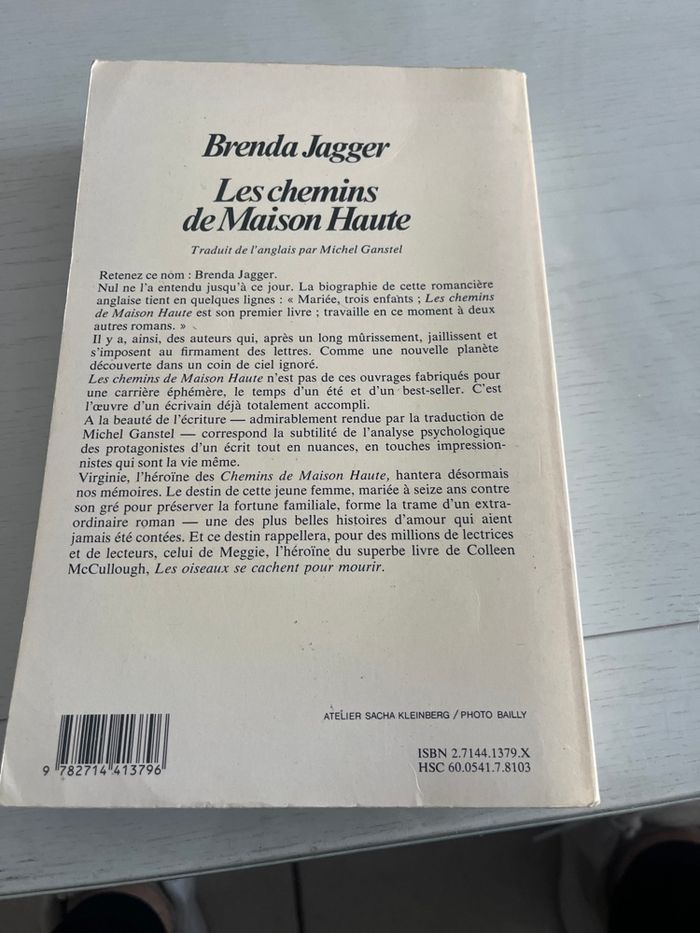 Brenda Jagger
Les chemins
de Maison Haute
Traduit de l'anglais par Michel Ganstel
Retenez ce nom : Brenda Jagger.
Nul ne l'a entendu jusqu'à ce jour. La biographie de cette romancière
anglaise tient en quelques lignes : « Mariée, trois enfants ; Les chemins
de Maison Haute est son premier livre ; travaille en ce moment à deux
autres romans. »
Il y a, ainsi, des auteurs qui, après un long mûrissement, jaillissent et
s'imposent au firmament des lettres. Comme une nouvelle planète
découverte dans un coin de ciel ignoré.
Les chemins de Maison Haute n'est pas de ces ouvrages fabriqués pour
une carrière éphémère, le temps d'un été et d'un best-seller. C'est
l'œuvre d'un écrivain déjà totalement accompli.
A la beauté de l'écriture — admirablement rendue par la traduction de
Michel Ganstel — correspond la subtilité de l'analyse psychologique
des protagonistes d'un écrit tout en nuances, en touches impression-
nistes qui sont la vie même.
Virginie, l'héroïne des Chemins de Maison Haute, hantera désormais
nos mémoires. Le destin de cette jeune femme, mariée à seize ans contre
son gré pour préserver la fortune familiale, forme la trame d'un extra-
ordinaire roman — une des plus belles histoires d'amour qui aient
jamais été contées. Et ce destin rappellera, pour des millions de lectrices
et de lecteurs, celui de Meggie, l'héroïne du superbe livre de Colleen
McCullough, Les oiseaux se cachent pour mourir.
ATELIER SACHA KLEINBERG / PHOTO BAILLY
ISBN 2.7144.1379.X
HSC 60.0541.7.8103
9 782714 413796